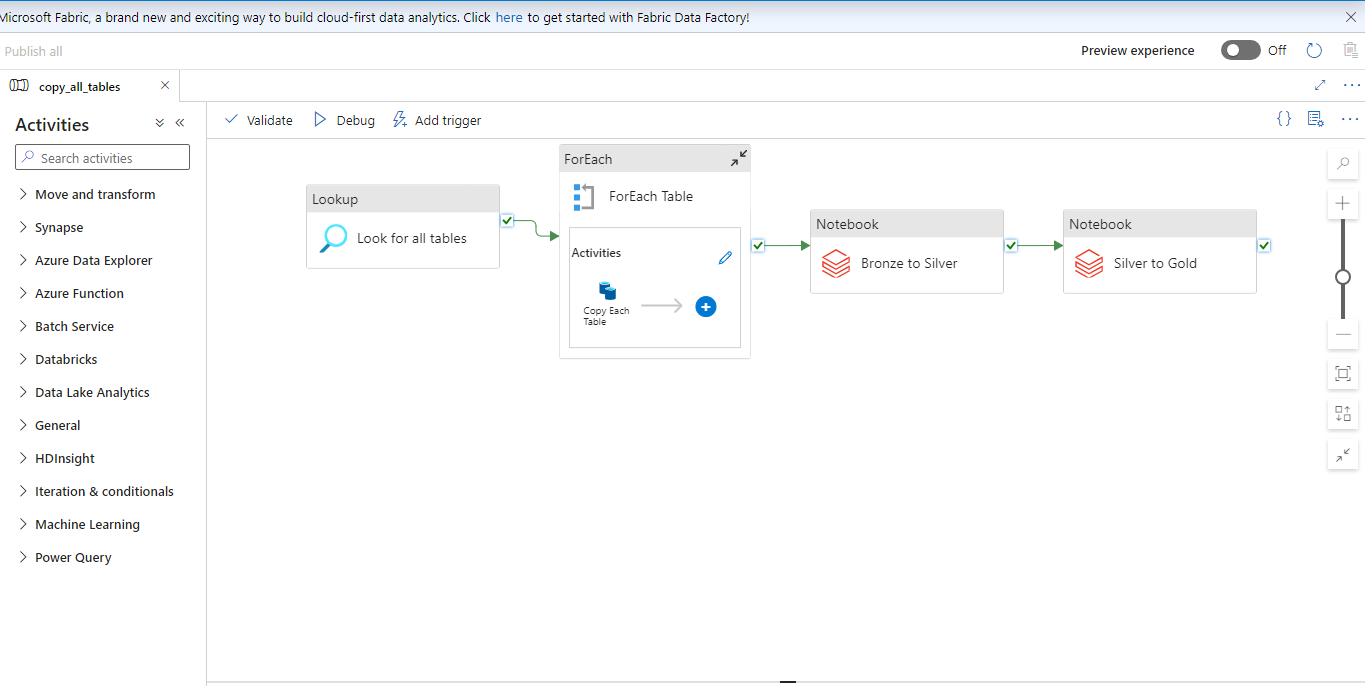 Microsoft Fabric, a brand new and exciting way to build cloud-first data analytics. Click here to get started with Fabric Data Factory!
Publish all
Preview experience
Off
copy_all_tables
Activities
Validate
Debug
Add trigger
Search activities
Move and transform
Synapse
Azure Data Explorer
Azure Function
Batch Service
Databricks
Data Lake Analytics
General
HDInsight
Iteration & conditionals
Machine Learning
Power Query
Lookup
Look for all tables
ForEach
ForEach Table
Activities
Copy Each
Table
Notebook
Bronze to Silver
Notebook
Silver to Gold